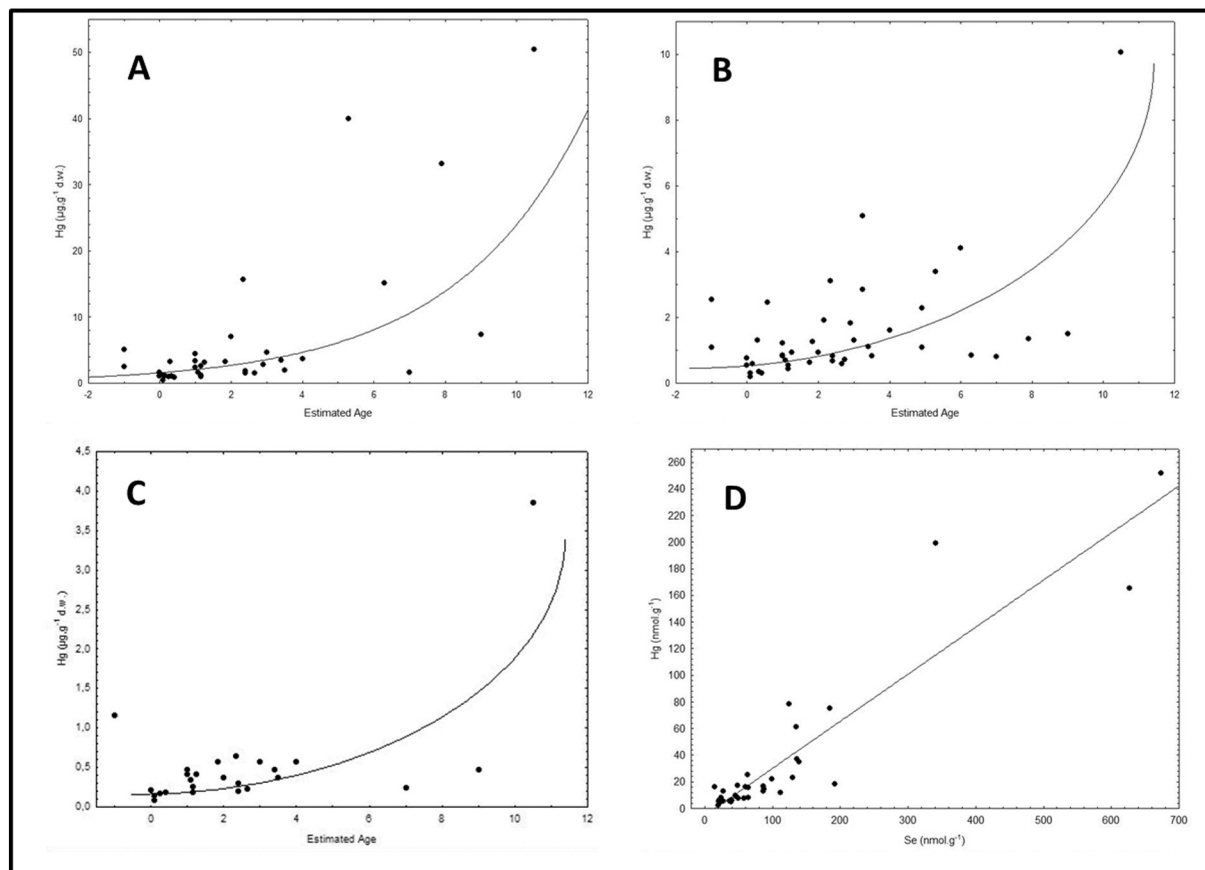 A
50
40
30
20
10
0
Hg (µg.g⁻¹ d.w.)
-2 0 2 4 6 8 10 12
Estimated Age
B
10
8
6
4
2
0
Hg (µg.g⁻¹ d.w.)
-2 0 2 4 6 8 10 12
Estimated Age
C
4,5
4,0
3,5
3,0
2,5
2,0
1,5
1,0
0,5
0,0
Hg (µg.g⁻¹ d.w.)
0 2 4 6 8 10 12
Estimated Age
D
260
240
220
200
180
160
140
120
100
80
60
40
20
0
Hg (nmol.g⁻¹)
0 100 200 300 400 500 600 700
Se (nmol.g⁻¹)